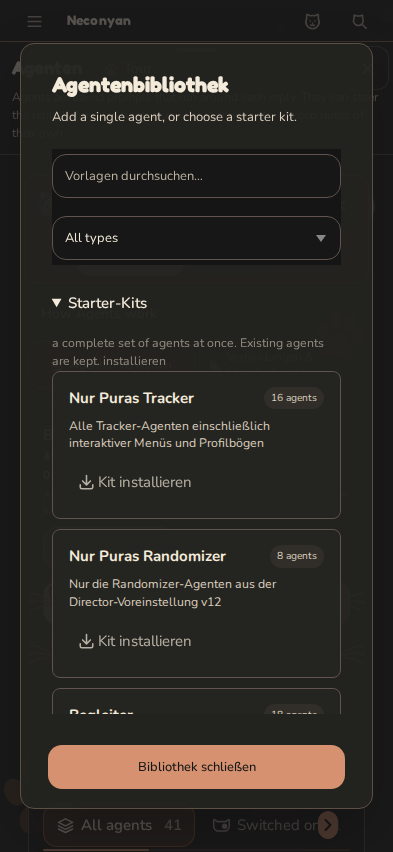 Neconyan
Agenten
Agentenbibliothek
Add a single agent, or choose a starter kit.
Vorlagen durchsuchen...
All types
Starter-Kits
a complete set of agents at once. Existing agents
are kept. installieren
Nur Puras Tracker
16 agents
Alle Tracker-Agenten einschließlich
interaktiver Menüs und Profilbögen
Kit installieren
Nur Puras Randomizer
8 agents
Nur die Randomizer-Agenten aus der
Director-Voreinstellung v12
Kit installieren
Begleiter
18 agents
Bibliothek schließen
All agents 41
Switched on